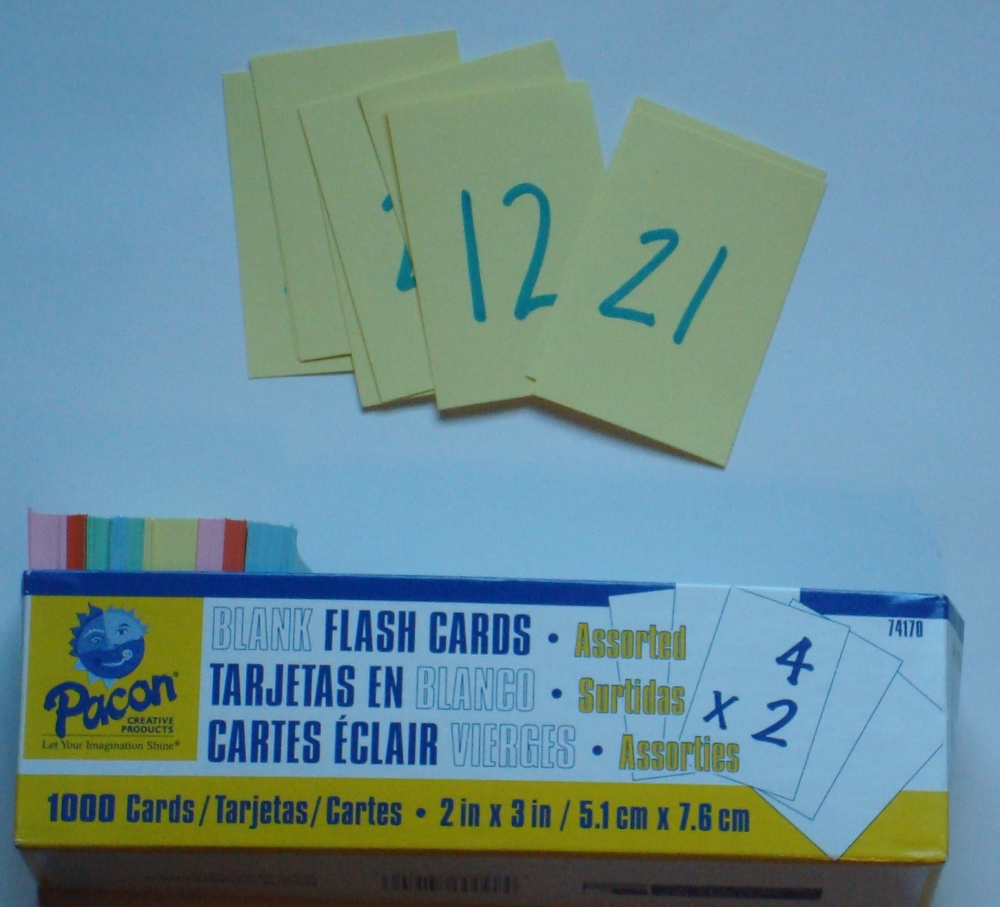 12
21
74170
BLANK FLASH CARDS • Assorted
TARJETAS EN BLANCO • Surtidas
CARTES ÉCLAIR VIERGES • Assorties
4
x 2
Pacon®
CREATIVE
PRODUCTS
Let Your Imagination Shine®
1000 Cards/Tarjetas/Cartes • 2 in x 3 in / 5.1 cm x 7.6 cm